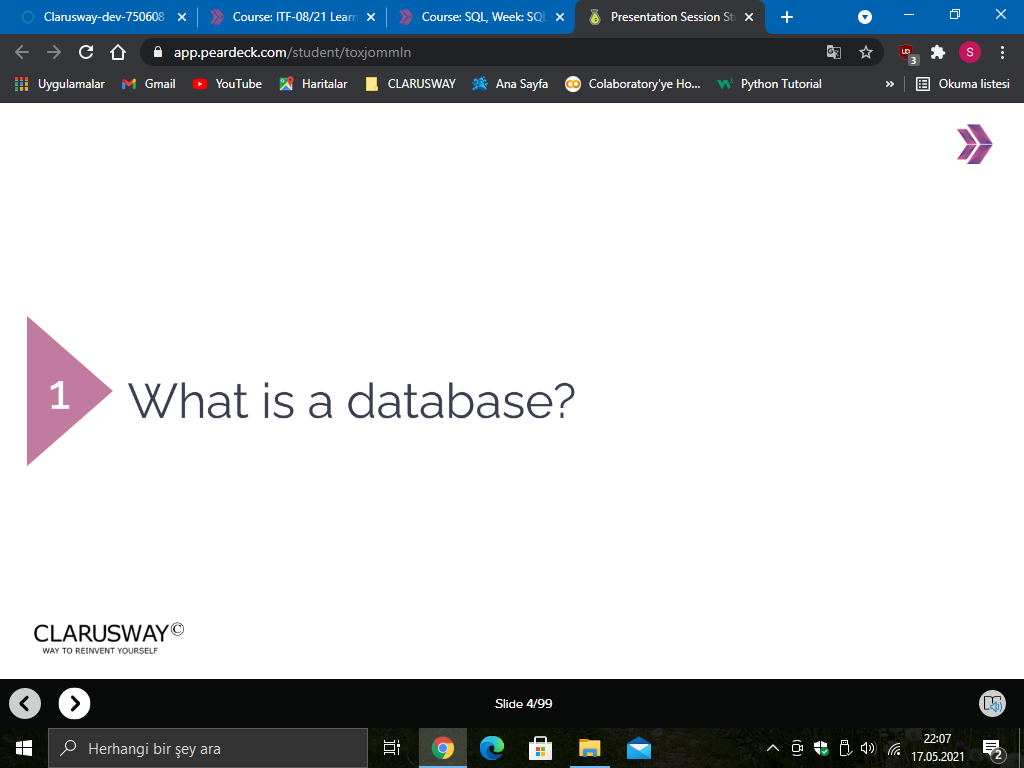 Clarusway-dev-750608
Course: ITF-08/21 Learn
Course: SQL, Week: SQL
Presentation Session St
app.peardeck.com/student/toxjommln
UD
3
S
Uygulamalar
Gmail
YouTube
Haritalar
CLARUSWAY
Ana Sayfa
Colaboratory'ye Ho...
Python Tutorial
»
Okuma listesi
1
What is a database?
CLARUSWAY©
WAY TO REINVENT YOURSELF
Slide 4/99
Herhangi bir şey ara
22:07
17.05.2021
2